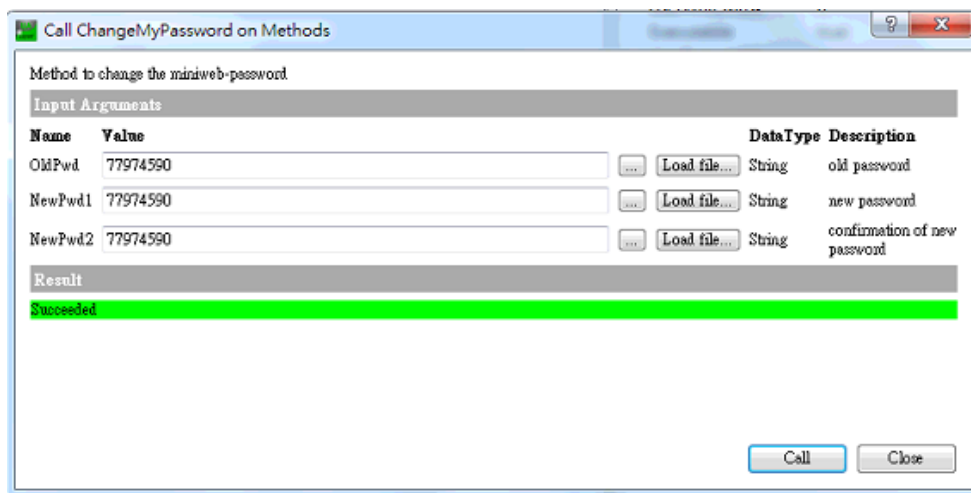 Call ChangeMyPassword on Methods
Method to change the miniweb-password
Input Arguments
Name Value DataType Description
OldPwd 77974590 ... Load file... String old password
NewPwd1 77974590 ... Load file... String new password
NewPwd2 77974590 ... Load file... String confirmation of new
password
Result
Succeeded
Call Close